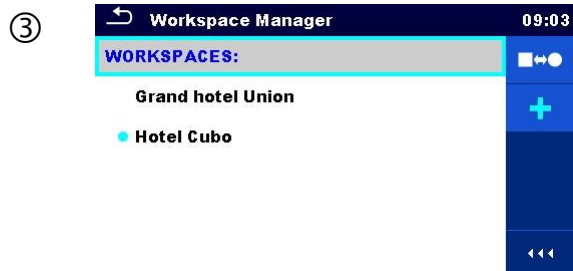 ③
Workspace Manager 09:03
WORKSPACES:
Grand hotel Union
Hotel Cubo